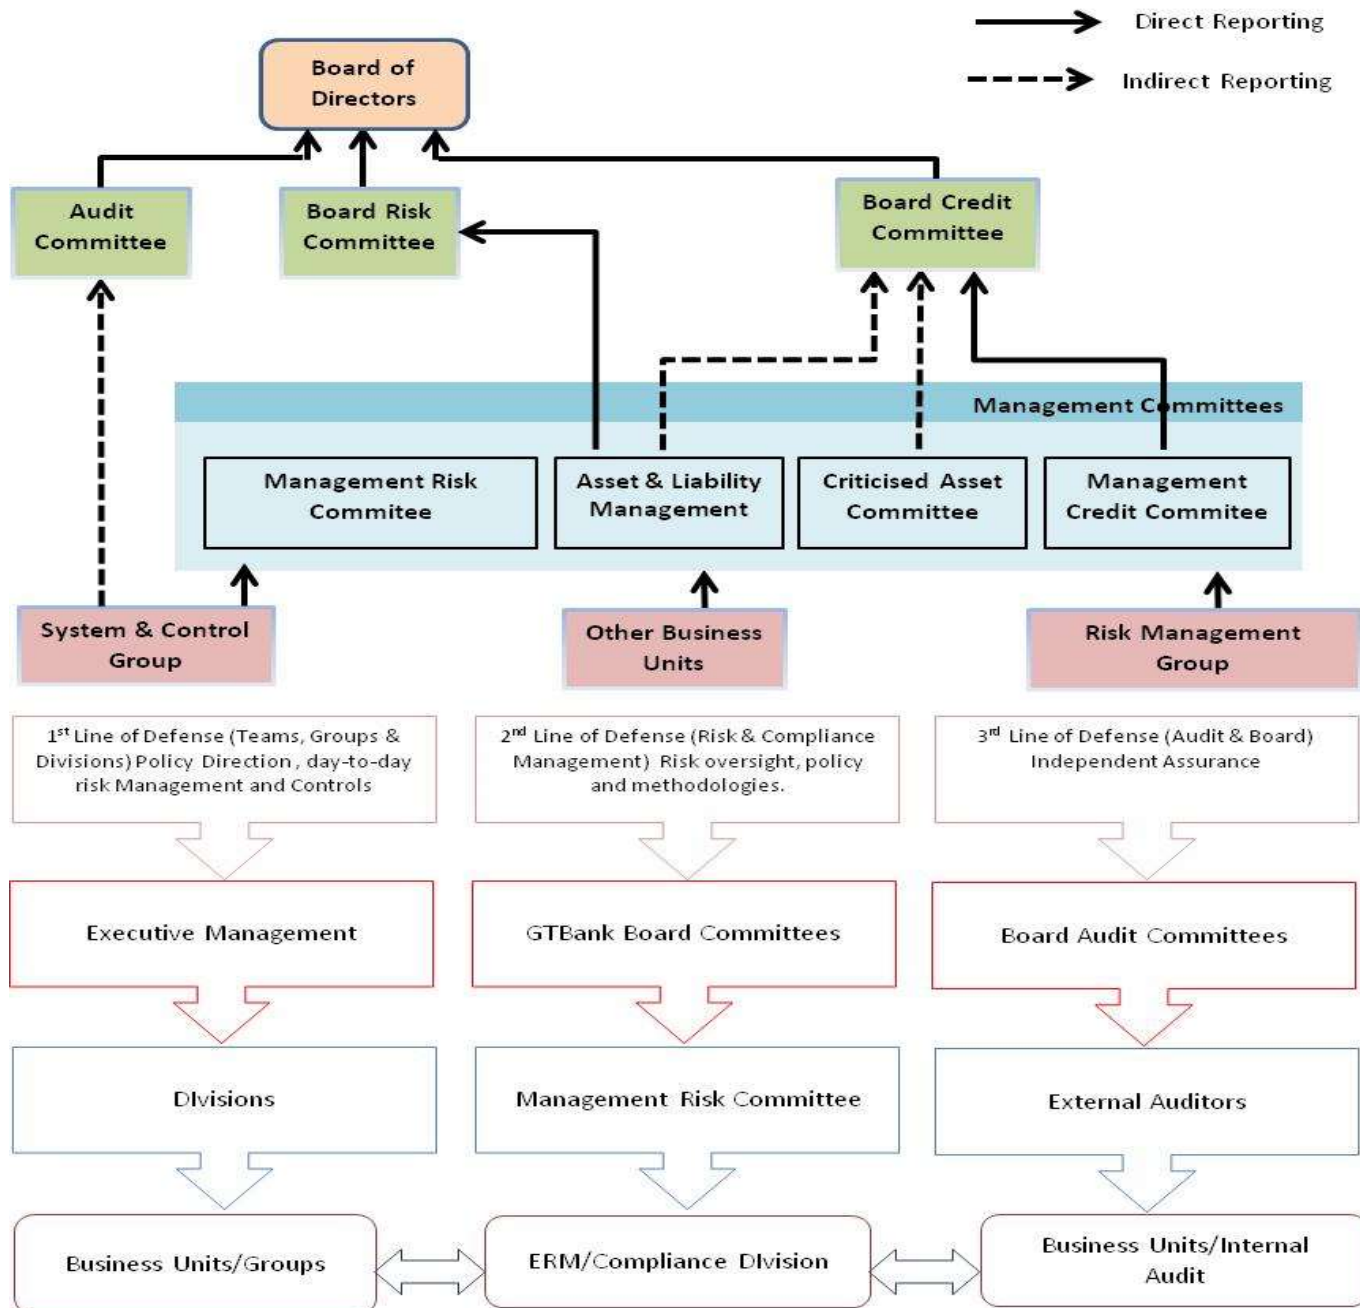 Direct Reporting
Indirect Reporting
Board of
Directors
Audit
Committee
Board Risk
Committee
Board Credit
Committee
Management Committees
Management Risk
Commitee
Asset & Liability
Management
Criticised Asset
Committee
Management
Credit Commitee
System & Control
Group
Other Business
Units
Risk Management
Group
1st Line of Defense (Teams, Groups &
Divisions) Policy Direction , day-to-day
risk Management and Controls
2nd Line of Defense (Risk & Compliance
Management) Risk oversight, policy
and methodologies.
3rd Line of Defense (Audit & Board)
Independent Assurance
Executive Management
GTBank Board Committees
Board Audit Committees
DIvisions
Management Risk Committee
External Auditors
Business Units/Groups
ERM/Compliance DIvision
Business Units/Internal
Audit